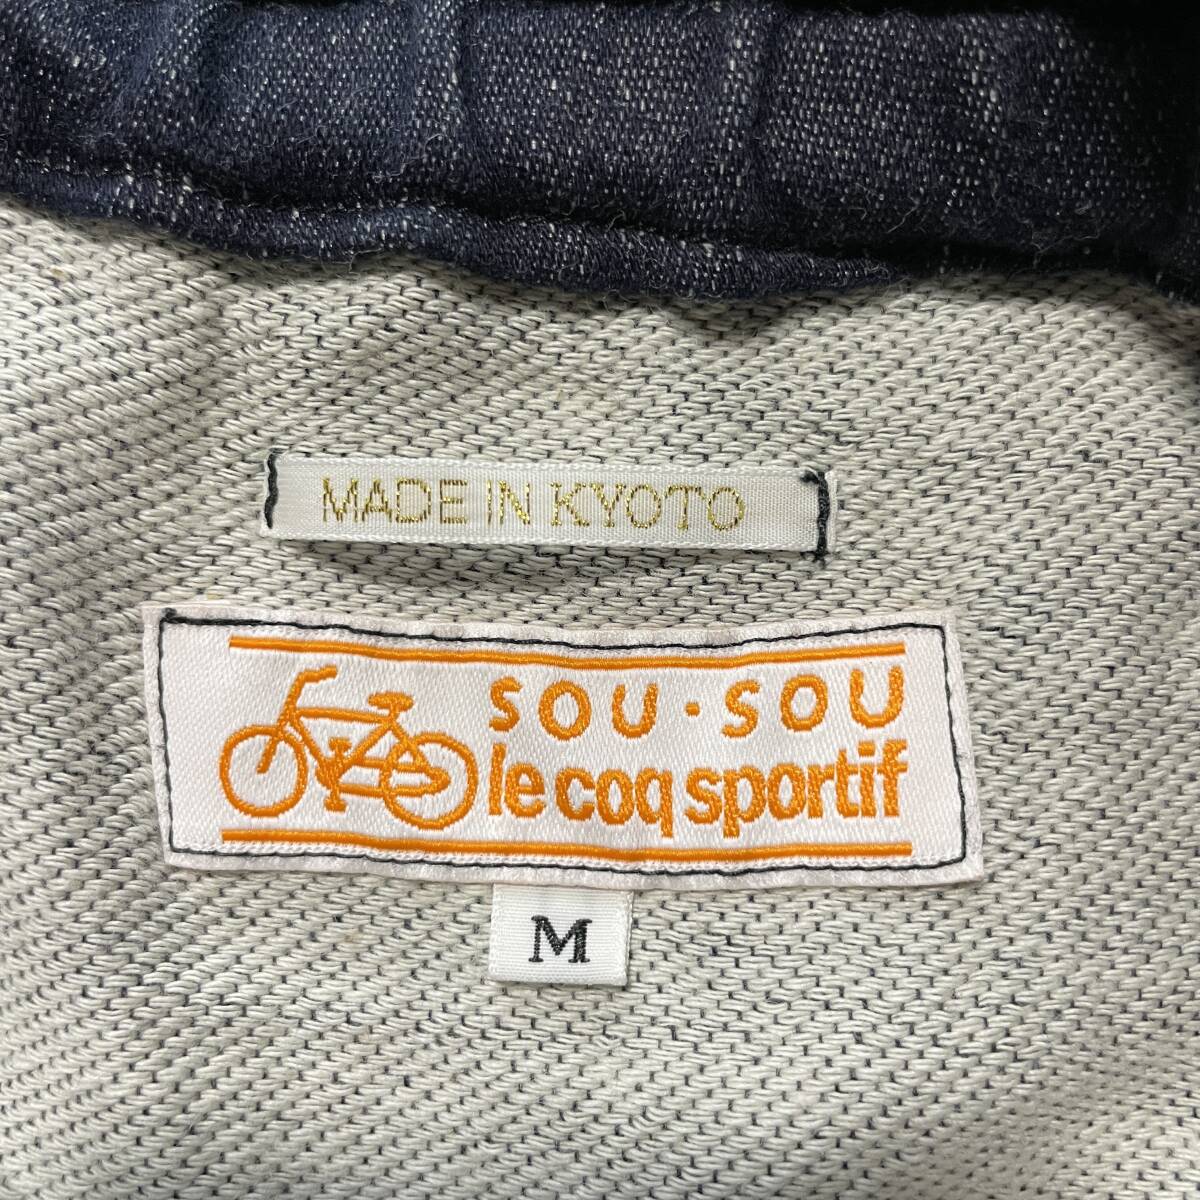 MADE IN KYOTO
SOU・SOU
le coq sportif
M